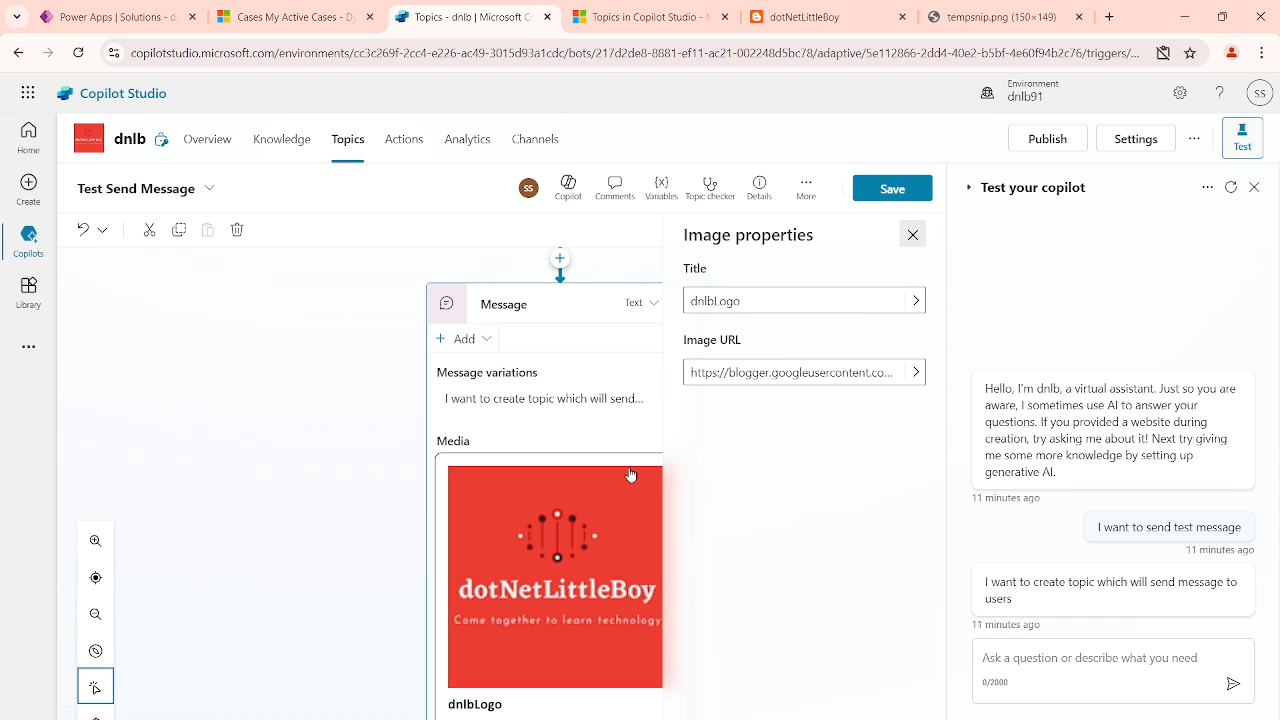 Power Apps | Solutions - d
Cases My Active Cases - Dy
Topics - dnlb | Microsoft Co
Topics in Copilot Studio - M
dotNetLittleBoy
tempsnip.png (150×149)
copilotstudio.microsoft.com/environments/cc3c269f-2cc4-e226-ac49-3015d93a1cdc/bots/217d2de8-8881-ef11-ac21-002248d5bc78/adaptive/5e112866-2dd4-40e2-b5bf-4e60f94b2c76/triggers/...
Copilot Studio
Environment
dnlb91
SS
Home
Create
Copilots
Library
dnlb
Overview
Knowledge
Topics
Actions
Analytics
Channels
Publish
Settings
Test
Test Send Message
SS
Copilot
Comments
Variables
Topic checker
Details
More
Save
Message
Text
Add
Message variations
I want to create topic which will send...
Media
dotNetLittleBoy
Come together to learn technology
dnlbLogo
Image properties
Title
dnlbLogo
Image URL
https://blogger.googleusercontent.co...
Test your copilot
Hello, I'm dnlb, a virtual assistant. Just so you are
aware, I sometimes use AI to answer your
questions. If you provided a website during
creation, try asking me about it! Next try giving
me some more knowledge by setting up
generative AI.
11 minutes ago
I want to send test message
11 minutes ago
I want to create topic which will send message to
users
11 minutes ago
Ask a question or describe what you need
0/2000